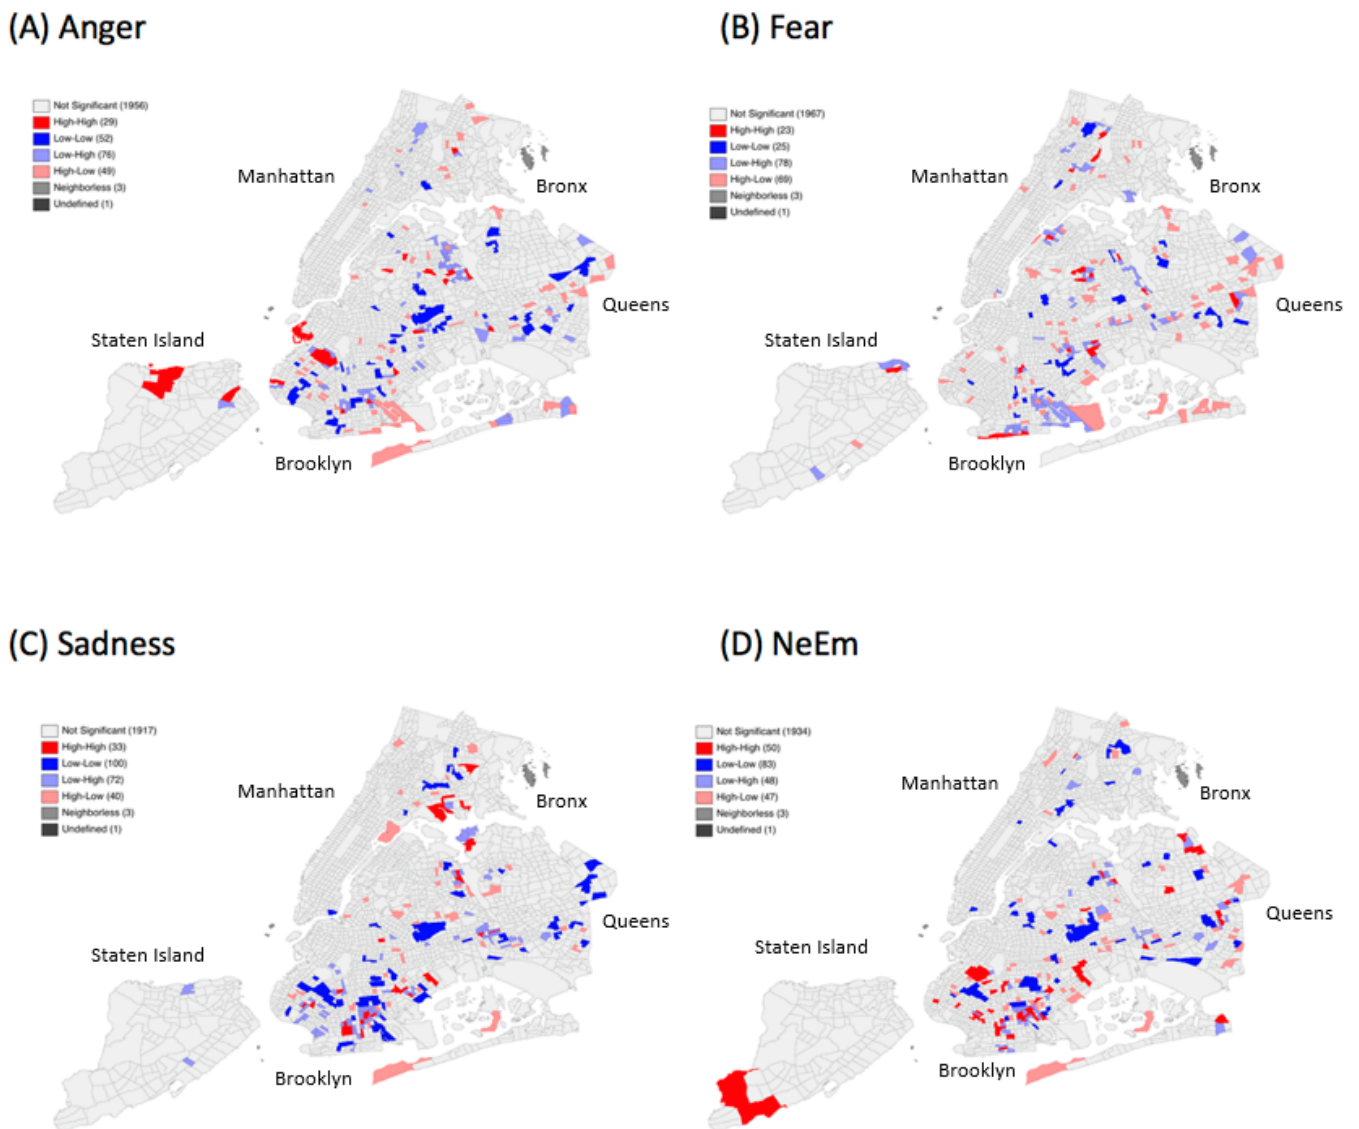 (A) Anger
Not Significant (1956)
High-High (29)
Low-Low (52)
Low-High (76)
High-Low (49)
Neighborless (3)
Undefined (1)
Manhattan
Bronx
Queens
Staten Island
Brooklyn
(B) Fear
Not Significant (1967)
High-High (23)
Low-Low (25)
Low-High (78)
High-Low (69)
Neighborless (3)
Undefined (1)
Manhattan
Bronx
Queens
Staten Island
Brooklyn
(C) Sadness
Not Significant (1917)
High-High (33)
Low-Low (100)
Low-High (72)
High-Low (40)
Neighborless (3)
Undefined (1)
Manhattan
Bronx
Queens
Staten Island
Brooklyn
(D) NeEm
Not Significant (1934)
High-High (50)
Low-Low (83)
Low-High (48)
High-Low (47)
Neighborless (3)
Undefined (1)
Manhattan
Bronx
Queens
Staten Island
Brooklyn